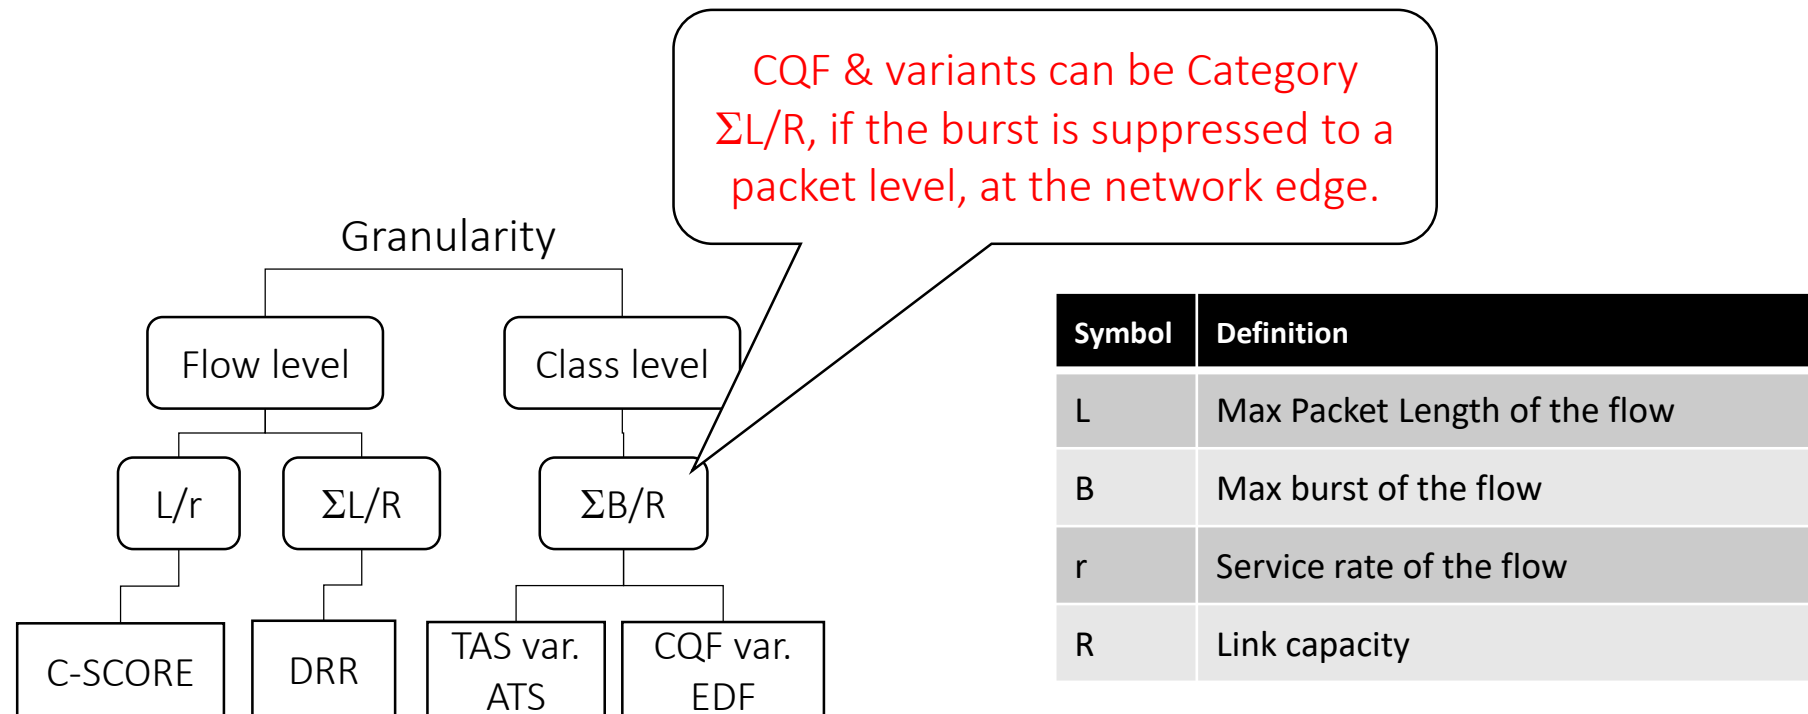 CQF & variants can be Category
ΣL/R, if the burst is suppressed to a
packet level, at the network edge.
Granularity
Flow level
Class level
L/r
ΣL/R
ΣB/R
C-SCORE
DRR
TAS var.
ATS
CQF var.
EDF
Symbol Definition
L Max Packet Length of the flow
B Max burst of the flow
r Service rate of the flow
R Link capacity